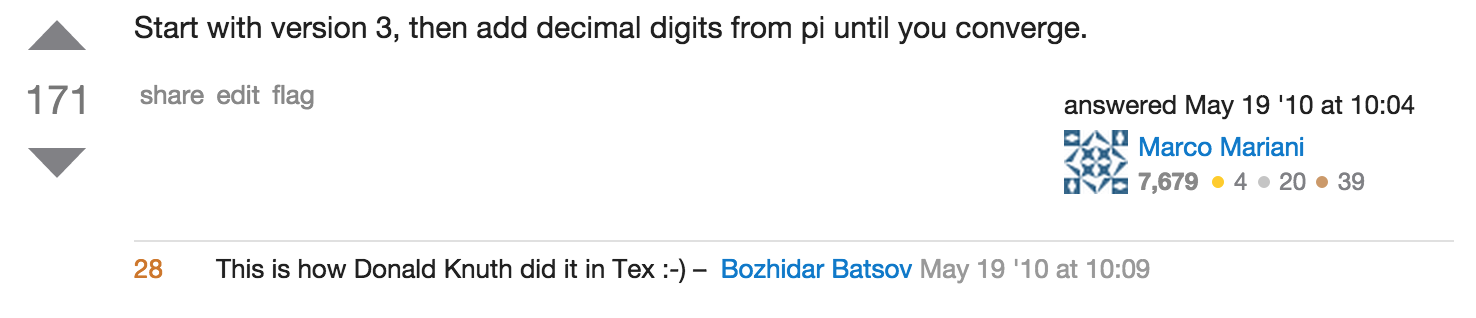 Start with version 3, then add decimal digits from pi until you converge.
171
share edit flag
answered May 19 '10 at 10:04
Marco Mariani
7,679 ● 4 ● 20 ● 39
28 This is how Donald Knuth did it in Tex :-) – Bozhidar Batsov May 19 '10 at 10:09